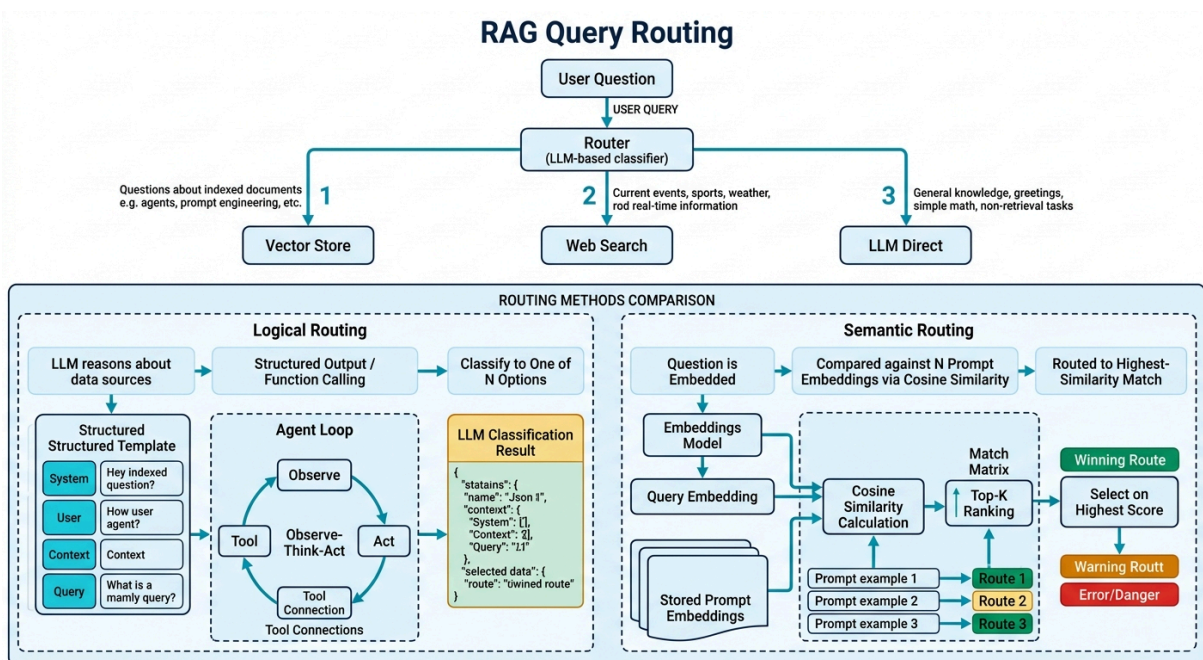 RAG Query Routing
User Question
USER QUERY
Router
(LLM-based classifier)
Questions about indexed documents
e.g. agents, prompt engineering, etc.
1
Vector Store
2
Current events, sports, weather,
rod real-time information
Web Search
3
General knowledge, greetings,
simple math, non-retrieval tasks
LLM Direct
ROUTING METHODS COMPARISON
Logical Routing
LLM reasons about
data sources
Structured Output /
Function Calling
Classify to One of
N Options
Structured
Structured Template
System
Hey indexed
question?
User
How user
agent?
Context
Context
Query
What is a
mamly query?
Agent Loop
Observe
Tool
Observe-
Think-Act
Act
Tool
Connection
Tool Connections
LLM Classification
Result
{
"statains": {
"name": "Json
"context": {
"System":
"Context":
"Query":
},
"selected data": {
"route": "tiwined route"
}
Semantic Routing
Question is
Embedded
Compared against N Prompt
Embeddings via Cosine Similarity
Routed to Highest-
Similarity Match
Embeddings
Model
Query Embedding
Stored Prompt
Embeddings
Cosine
Similarity
Calculation
Match
Matrix
Top-K
Ranking
Prompt example 1
Route 1
Prompt example 2
Route 2
Prompt example 3
Route 3
Winning Route
Select on
Highest Score
Warning Routt
Error/Danger